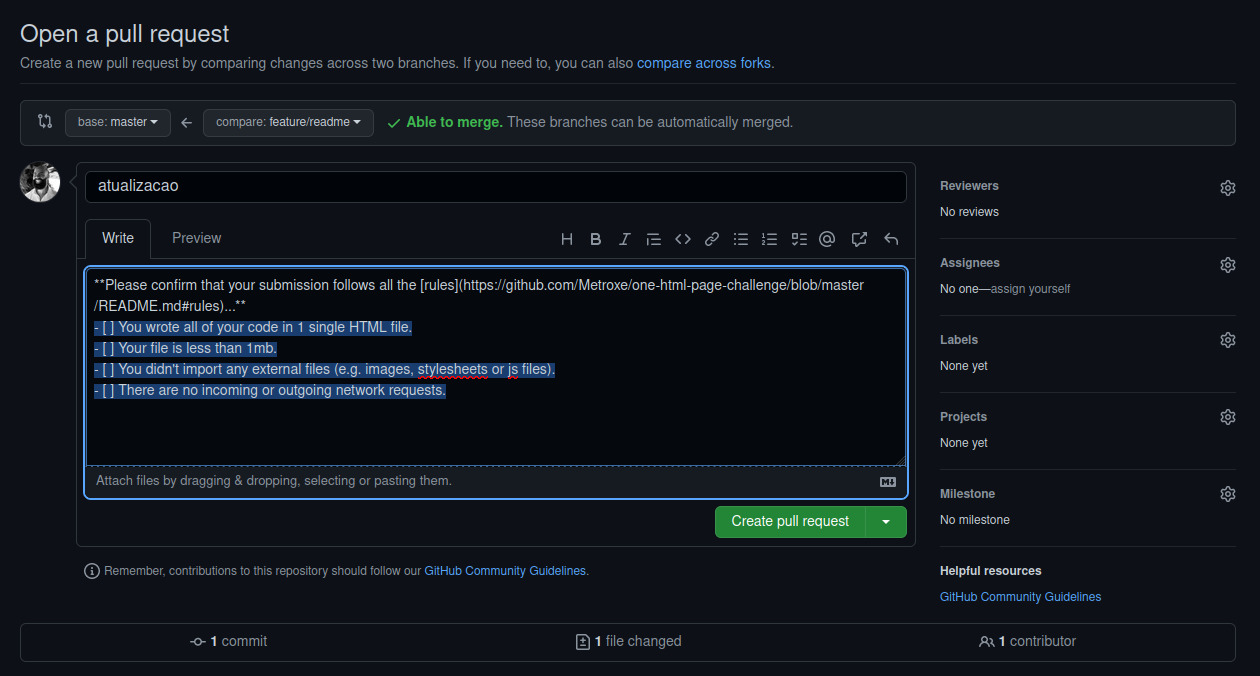 Open a pull request
Create a new pull request by comparing changes across two branches. If you need to, you can also compare across forks.
base: master
compare: feature/readme
Able to merge. These branches can be automatically merged.
atualizacao
Write Preview
**Please confirm that your submission follows all the [rules](https://github.com/Metroxe/one-html-page-challenge/blob/master
/README.md#rules)...**
- [ ] You wrote all of your code in 1 single HTML file.
- [ ] Your file is less than 1mb.
- [ ] You didn't import any external files (e.g. images, stylesheets or js files).
- [ ] There are no incoming or outgoing network requests.
Attach files by dragging & dropping, selecting or pasting them.
Create pull request
Remember, contributions to this repository should follow our GitHub Community Guidelines.
Reviewers
No reviews
Assignees
No one—assign yourself
Labels
None yet
Projects
None yet
Milestone
No milestone
Helpful resources
GitHub Community Guidelines
1 commit
1 file changed
1 contributor